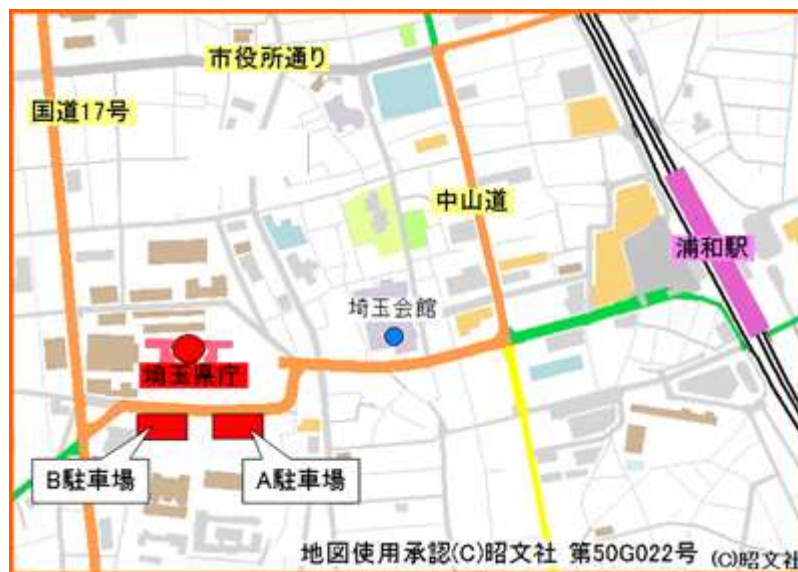 市役所通り
国道17号
中山道
浦和駅
埼玉会館
埼玉県庁
B駐車場
A駐車場
地図使用承認(C)昭文社 第50G022号
(C)昭文社